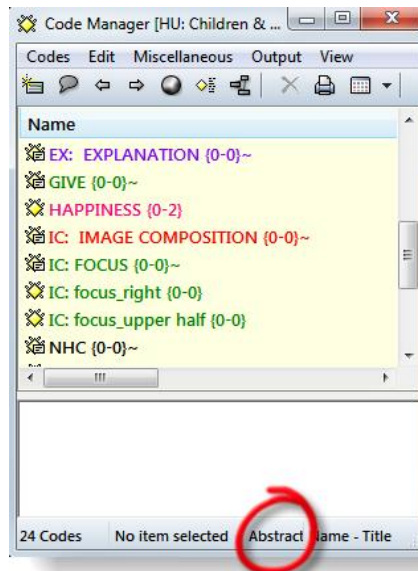 Code Manager [HU: Children & ...
Codes Edit Miscellaneous Output View
Name
EX: EXPLANATION {0-0}~
GIVE {0-0}~
HAPPINESS {0-2}
IC: IMAGE COMPOSITION {0-0}~
IC: FOCUS {0-0}~
IC: focus_right {0-0}
IC: focus_upper half {0-0}
NHC {0-0}~
24 Codes No item selected Abstract Name - Title